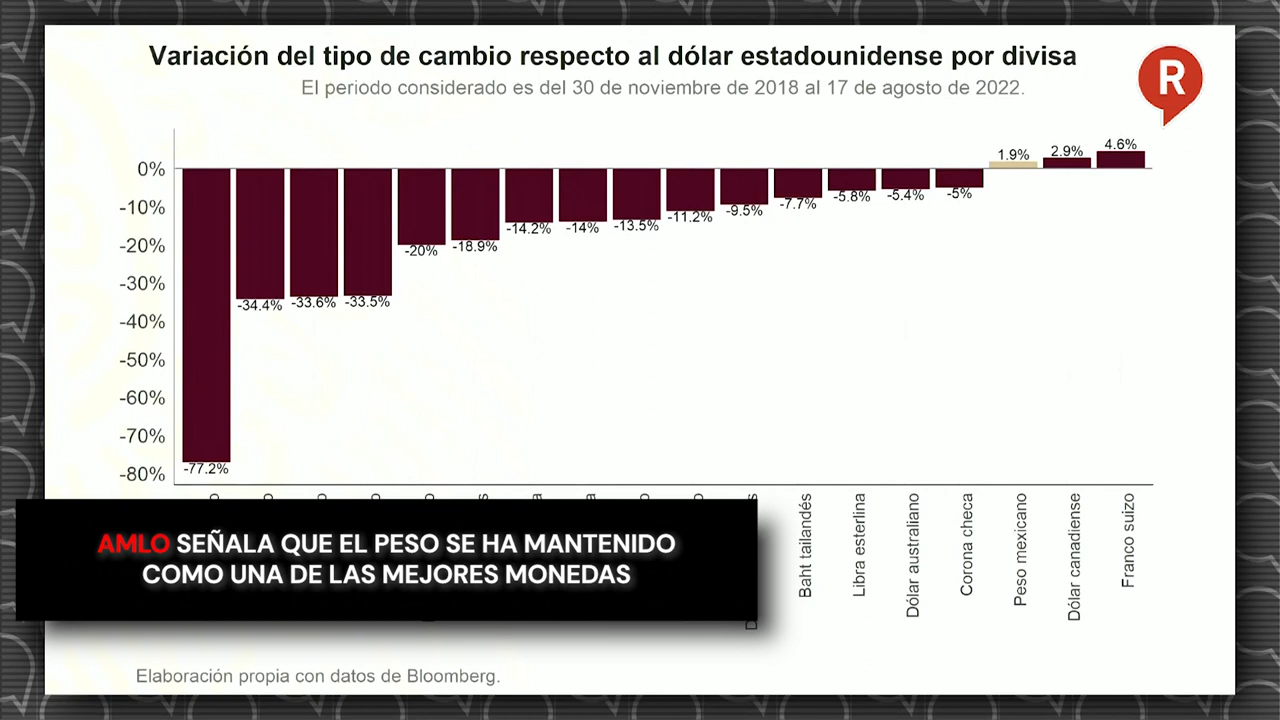 Variación del tipo de cambio respecto al dólar estadounidense por divisa
El periodo considerado es del 30 de noviembre de 2018 al 17 de agosto de 2022.
R
0%
-10%
-20%
-30%
-40%
-50%
-60%
-70%
-80%
-77.2%
-34.4%
-33.6%
-33.5%
-20%
-18.9%
-14.2%
-14%
-13.5%
-11.2%
-9.5%
-7.7%
-5.8%
-5.4%
-5%
1.9%
2.9%
4.6%
Baht tailandés
Libra esterlina
Dólar australiano
Corona checa
Peso mexicano
Dólar canadiense
Franco suizo
AMLO SEÑALA QUE EL PESO SE HA MANTENIDO
COMO UNA DE LAS MEJORES MONEDAS
Elaboración propia con datos de Bloomberg.